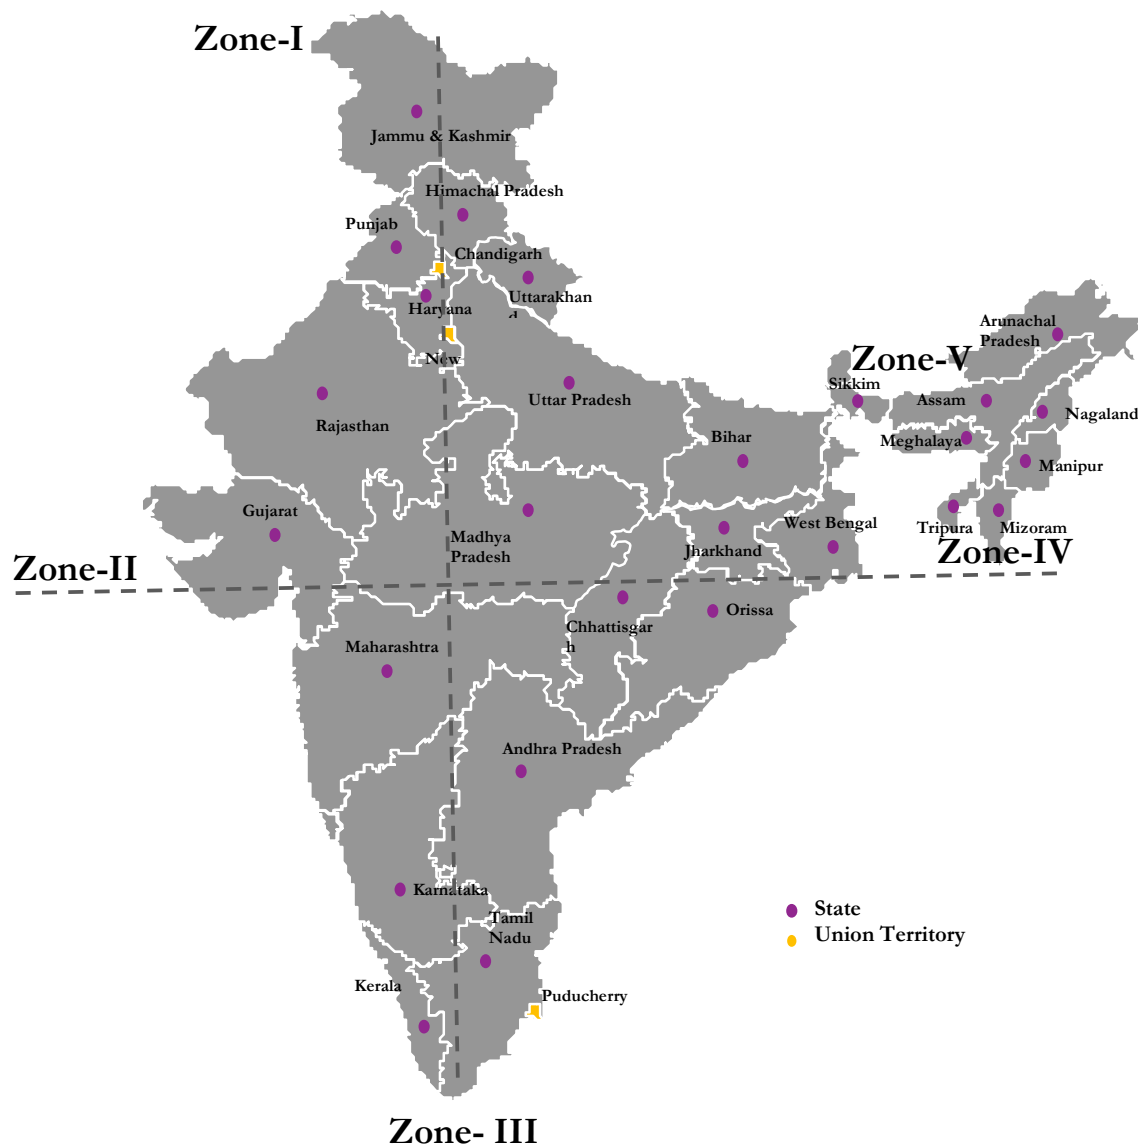 Zone-I
Jammu & Kashmir
Himachal Pradesh
Punjab
Chandigarh
Uttarakhan
d
Haryana
New
Arunachal
Pradesh
Zone-V
Sikkim
Assam
Nagaland
Meghalaya
Manipur
Uttar Pradesh
Rajasthan
Bihar
Gujarat
Madhya
Pradesh
West Bengal
Jharkhand
Tripura
Mizoram
Zone-IV
Zone-II
Orissa
Chhattisgar
h
Maharashtra
Andhra Pradesh
Karnataka
Tamil
Nadu
State
Union Territory
Kerala
Puducherry
Zone- III